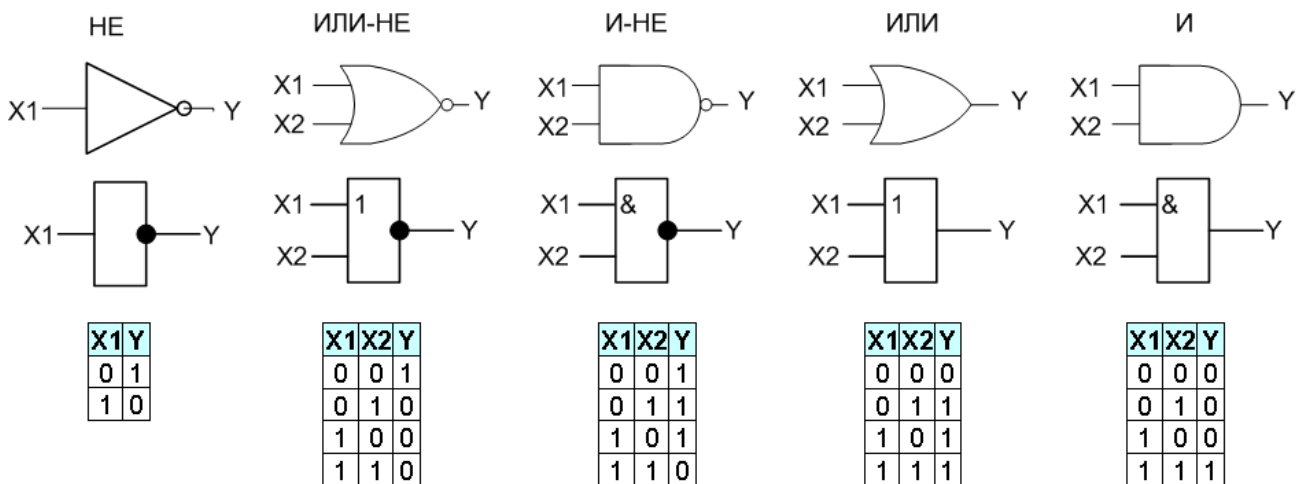 НЕ ИЛИ-НЕ И-НЕ ИЛИ И
X1 Y X1 X2 Y X1 X2 Y X1 X2 Y X1 X2 Y
X1 Y X1 1 X2 Y X1 & X2 Y X1 1 X2 Y X1 & X2 Y
X1 Y X1 X2 Y X1 X2 Y X1 X2 Y X1 X2 Y
0 1 0 0 1 0 0 1 0 0 0 0 0 0
1 0 0 1 0 0 1 1 0 1 1 0 1 0
1 0 0 1 0 1 1 0 1 1 0 0
1 1 0 1 1 0 1 1 1 1 1 1